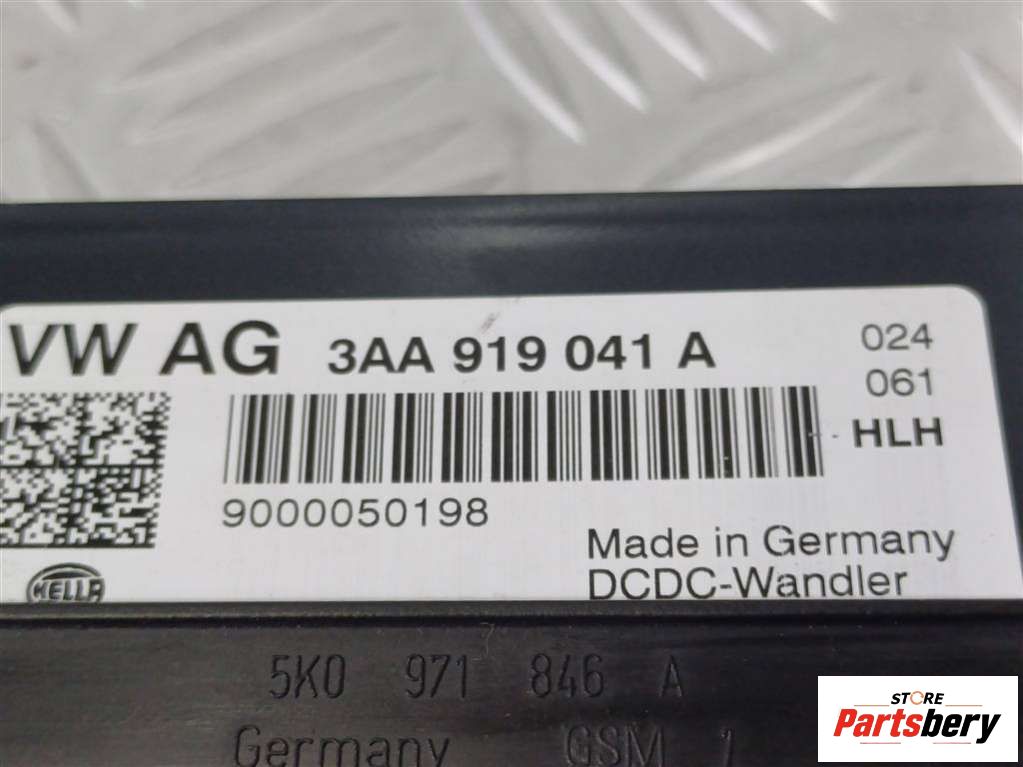 VW AG 3AA 919 041 A
024
061
HLH
9000050198
Made in Germany
DCDC-Wandler
HELLA
5K0 971 846 A
Germany GSM 1
STORE
Partsbery